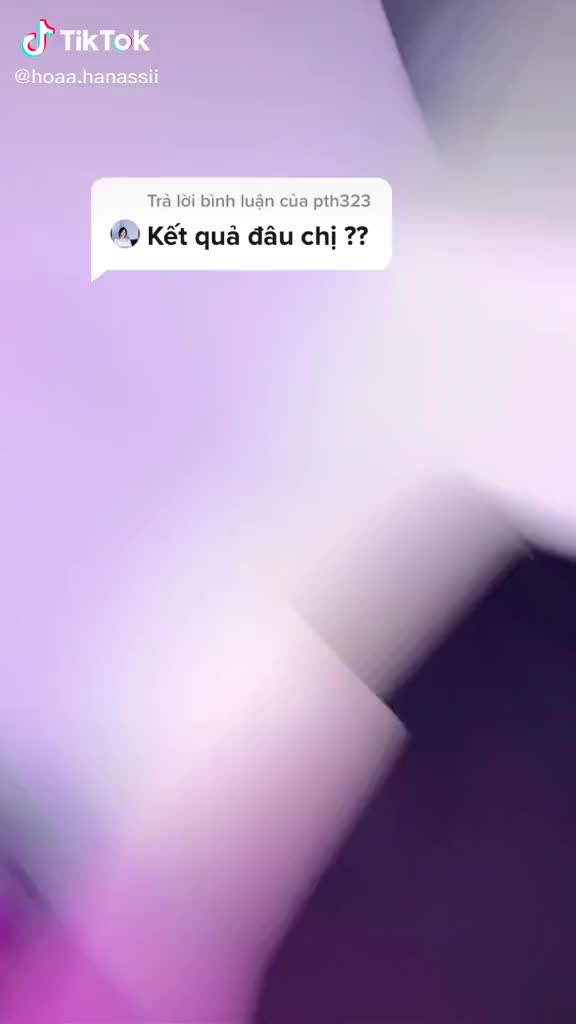 TikTok
@hoaa.hanassii
Trả lời bình luận của pth323
Kết quả đâu chị ??